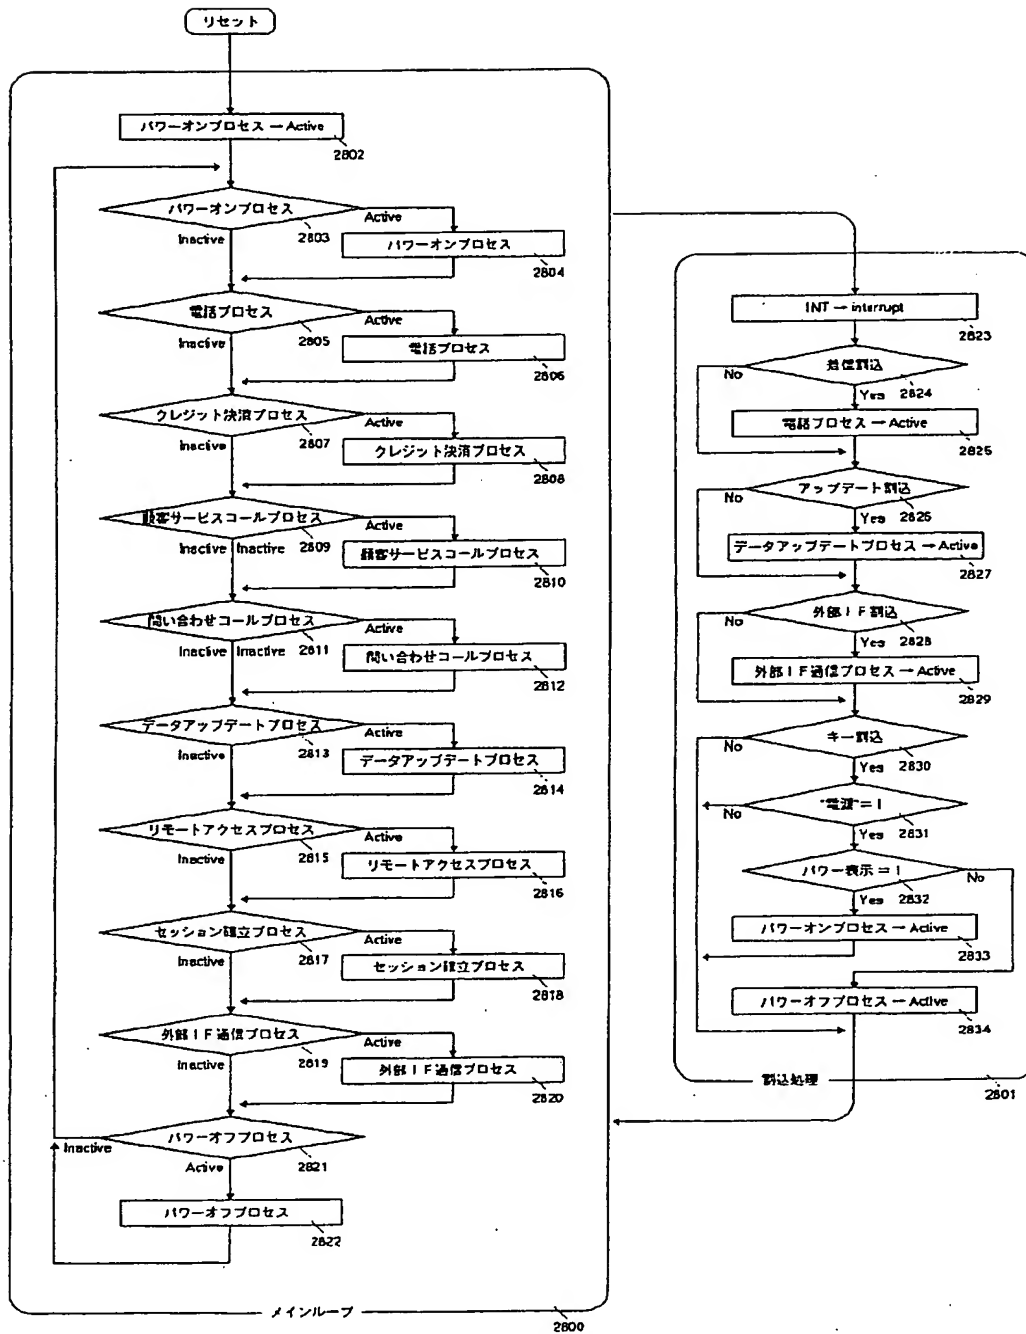 リセット
パワーオンプロセス → Active
2802
パワーオンプロセス
Active
2803
Inactive
パワーオンプロセス
2804
電話プロセス
Active
2805
Inactive
電話プロセス
2806
クレジット決済プロセス
Active
2807
Inactive
クレジット決済プロセス
2808
顧客サービスコールプロセス
Active
2809
Inactive Inactive
顧客サービスコールプロセス
2810
問い合わせコールプロセス
Active
2811
Inactive Inactive
問い合わせコールプロセス
2812
データアップデートプロセス
Active
2813
Inactive
データアップデートプロセス
2814
リモートアクセスプロセス
Active
2815
Inactive
リモートアクセスプロセス
2816
セッション確立プロセス
Active
2817
Inactive
セッション確立プロセス
2818
外部IF通信プロセス
Active
2819
Inactive
外部IF通信プロセス
2820
パワーオフプロセス
Inactive
2821
Active
パワーオフプロセス
2822
メインループ
2800
INT → interrupt
2823
着信割込
No
2824
Yes
電話プロセス → Active
2825
アップデート割込
No
2826
Yes
データアップデートプロセス → Active
2827
外部IF割込
No
2828
Yes
外部IF通信プロセス → Active
2829
キー割込
No
2830
Yes
"電源" = 1
No
2831
Yes
パワー表示 = 1
No
2832
Yes
パワーオンプロセス → Active
2833
パワーオフプロセス → Active
2834
割込処理
2801